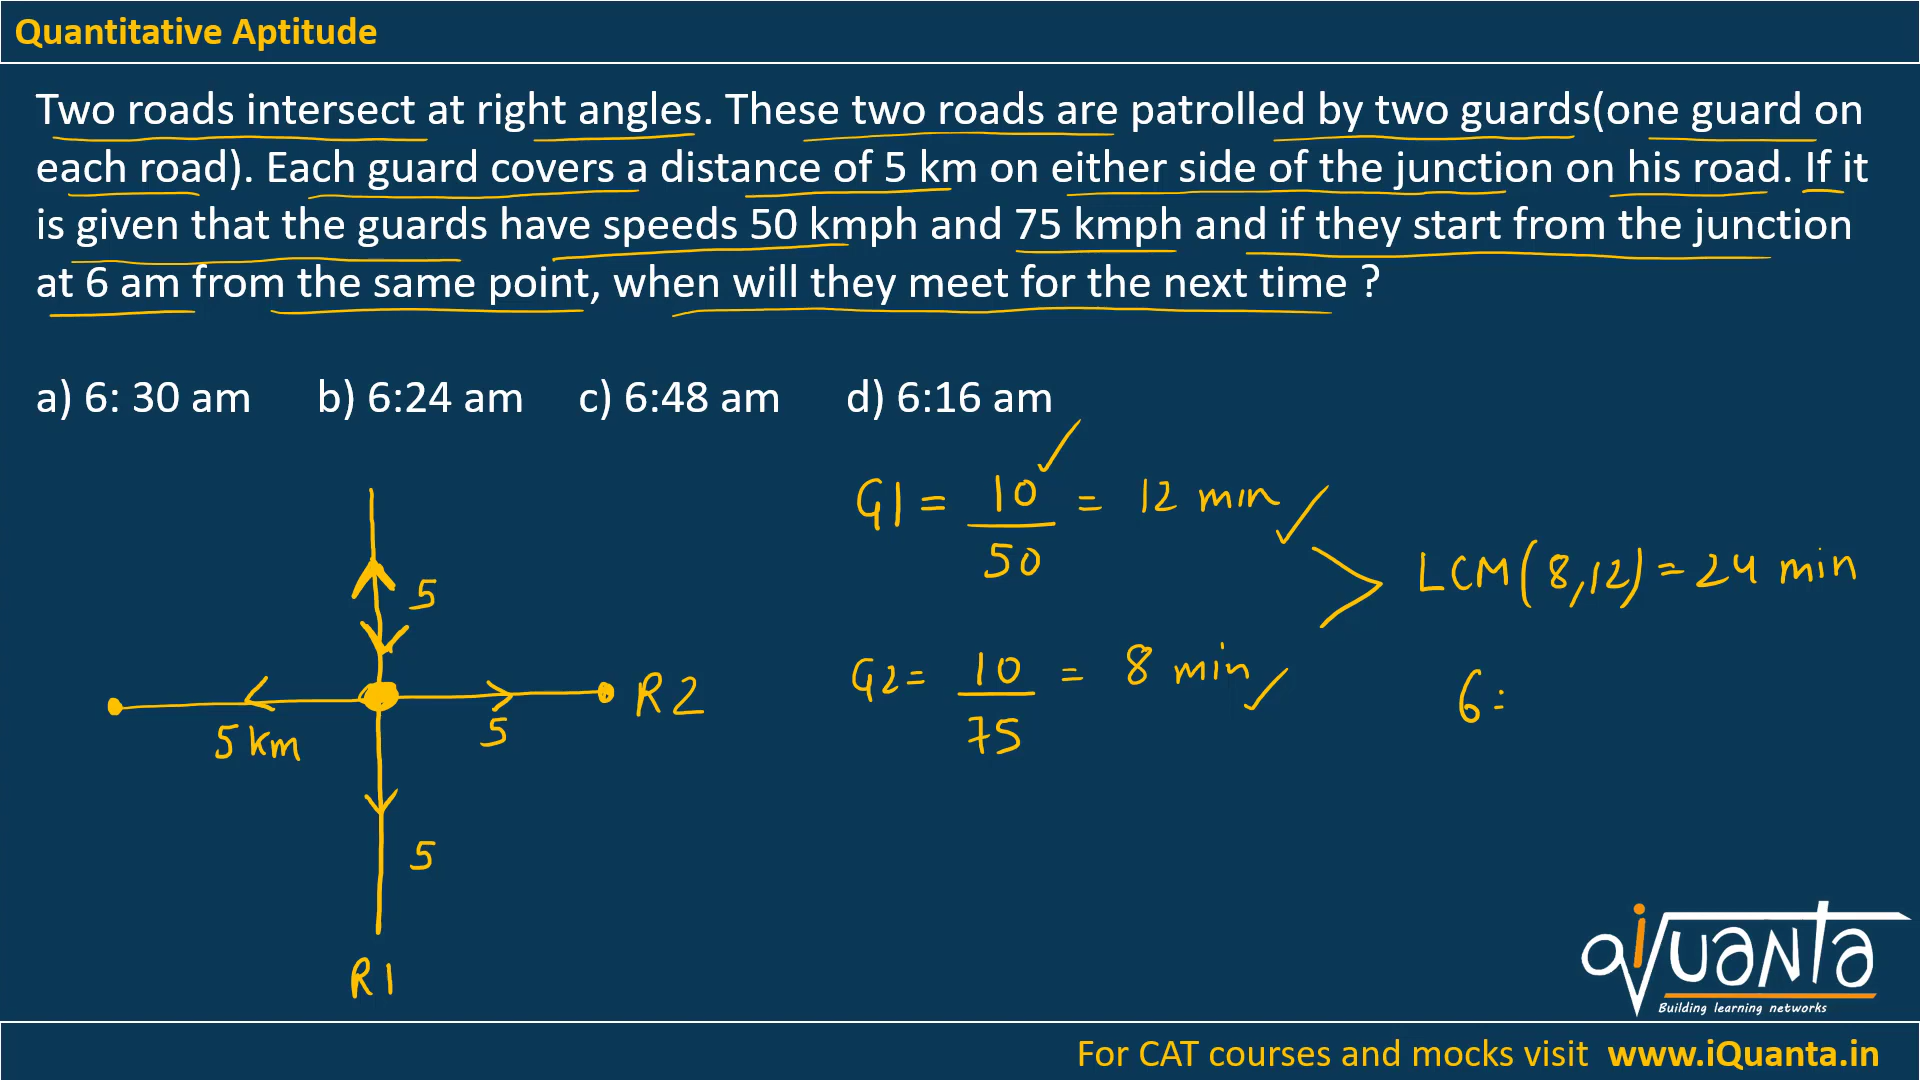 Quantitative Aptitude
Two roads intersect at right angles. These two roads are patrolled by two guards(one guard on
each road). Each guard covers a distance of 5 km on either side of the junction on his road. If it
is given that the guards have speeds 50 kmph and 75 kmph and if they start from the junction
at 6 am from the same point, when will they meet for the next time ?
a) 6: 30 am b) 6:24 am c) 6:48 am d) 6:16 am
G1 = 10/50 = 12 min
LCM(8,12) = 24 min
G2 = 10/75 = 8 min
6:
5
R2
5 km
5
5
R1
iQuanta
Building learning networks
For CAT courses and mocks visit www.iQuanta.in